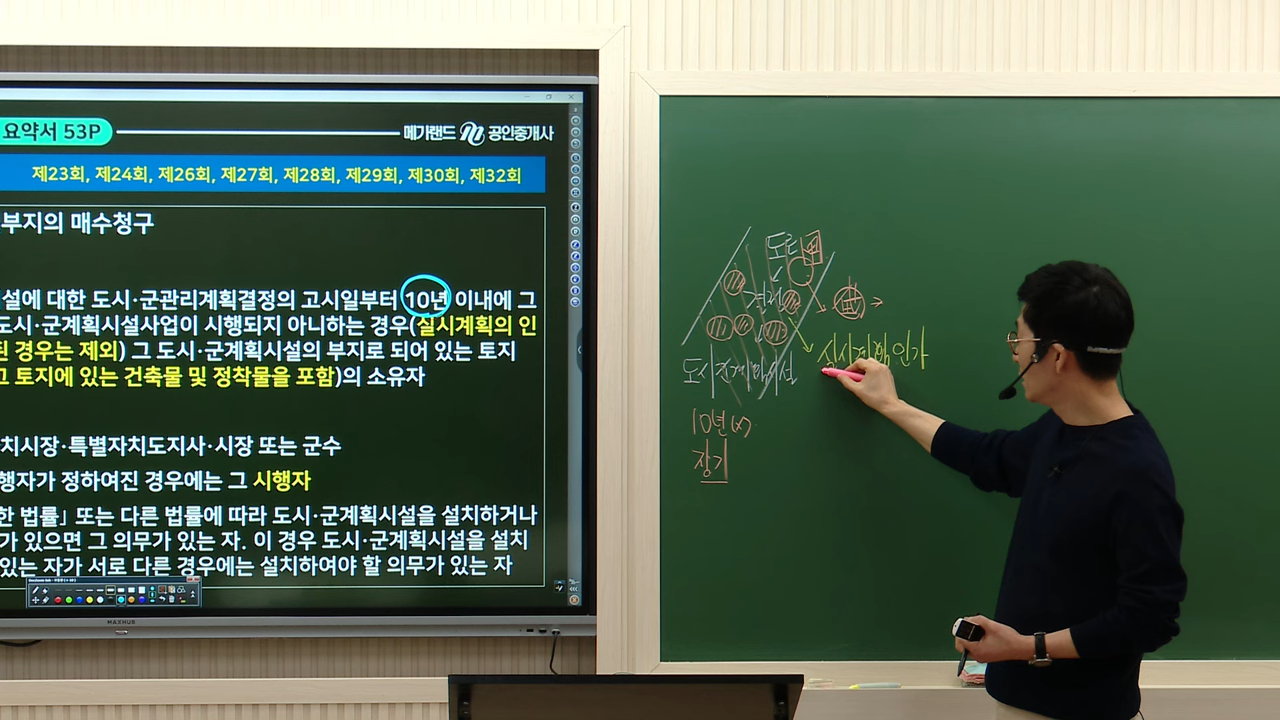 요약서 53P
메가랜드 공인중개사
제23회, 제24회, 제26회, 제27회, 제28회, 제29회, 제30회, 제32회
부지의 매수청구
설에 대한 도시·군관리계획결정의 고시일부터 10년 이내에 그
도시·군계획시설사업이 시행되지 아니하는 경우(실시계획의 인
된 경우는 제외) 그 도시·군계획시설의 부지로 되어 있는 토지
그 토지에 있는 건축물 및 정착물을 포함)의 소유자
치시장·특별자치도지사·시장 또는 군수
행자가 정하여진 경우에는 그 시행자
한 법률」 또는 다른 법률에 따라 도시·군계획시설을 설치하거나
가 있으면 그 의무가 있는 자. 이 경우 도시·군계획시설을 설치
있는 자가 서로 다른 경우에는 설치하여야 할 의무가 있는 자
MAXHUB
도로
결정
실시계획인가
도시군계획시설
10년
장기